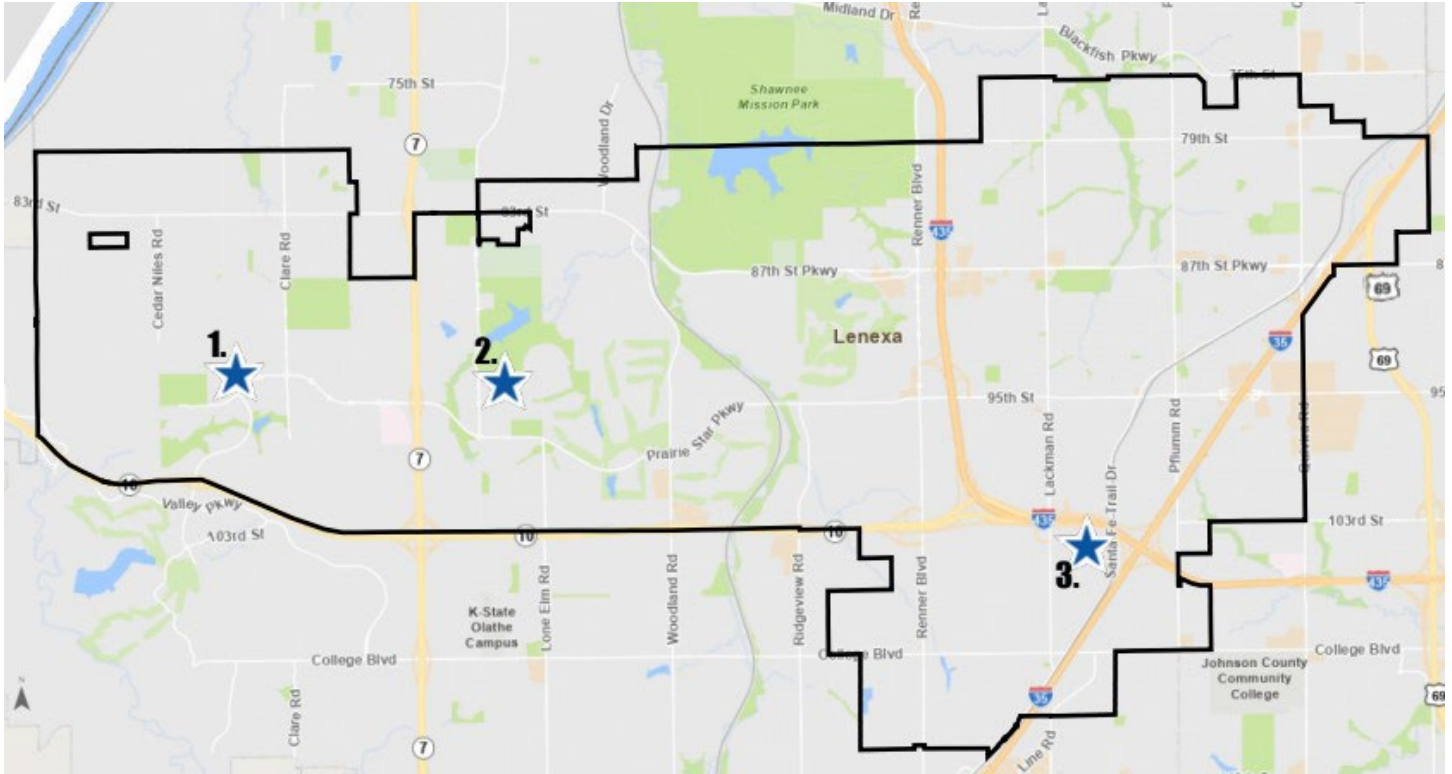 Midland Dr
Blackfish Pkwy
75th St
75th St
Shawnee
Mission Park
Woodland Dr
7
79th St
83rd St
83rd St
Renner Blvd
435
Cedar Niles Rd
Clare Rd
87th St Pkwy
87th St Pkwy
69
Lenexa
35
1.
2.
69
95th St
95
Prairie Star Pkwy
Lackman Rd
Pflumm Rd
7
10
Valley Pkwy
103rd St
10
10
435
Santa Fe Trail Dr
103rd St
3.
435
K-State
Olathe
Campus
Lone Elm Rd
Woodland Rd
Ridgeview Rd
Renner Blvd
College Blvd
College Blvd
College Blvd
Johnson County
Community
College
Clare Rd
35
69
N
7
Line Rd